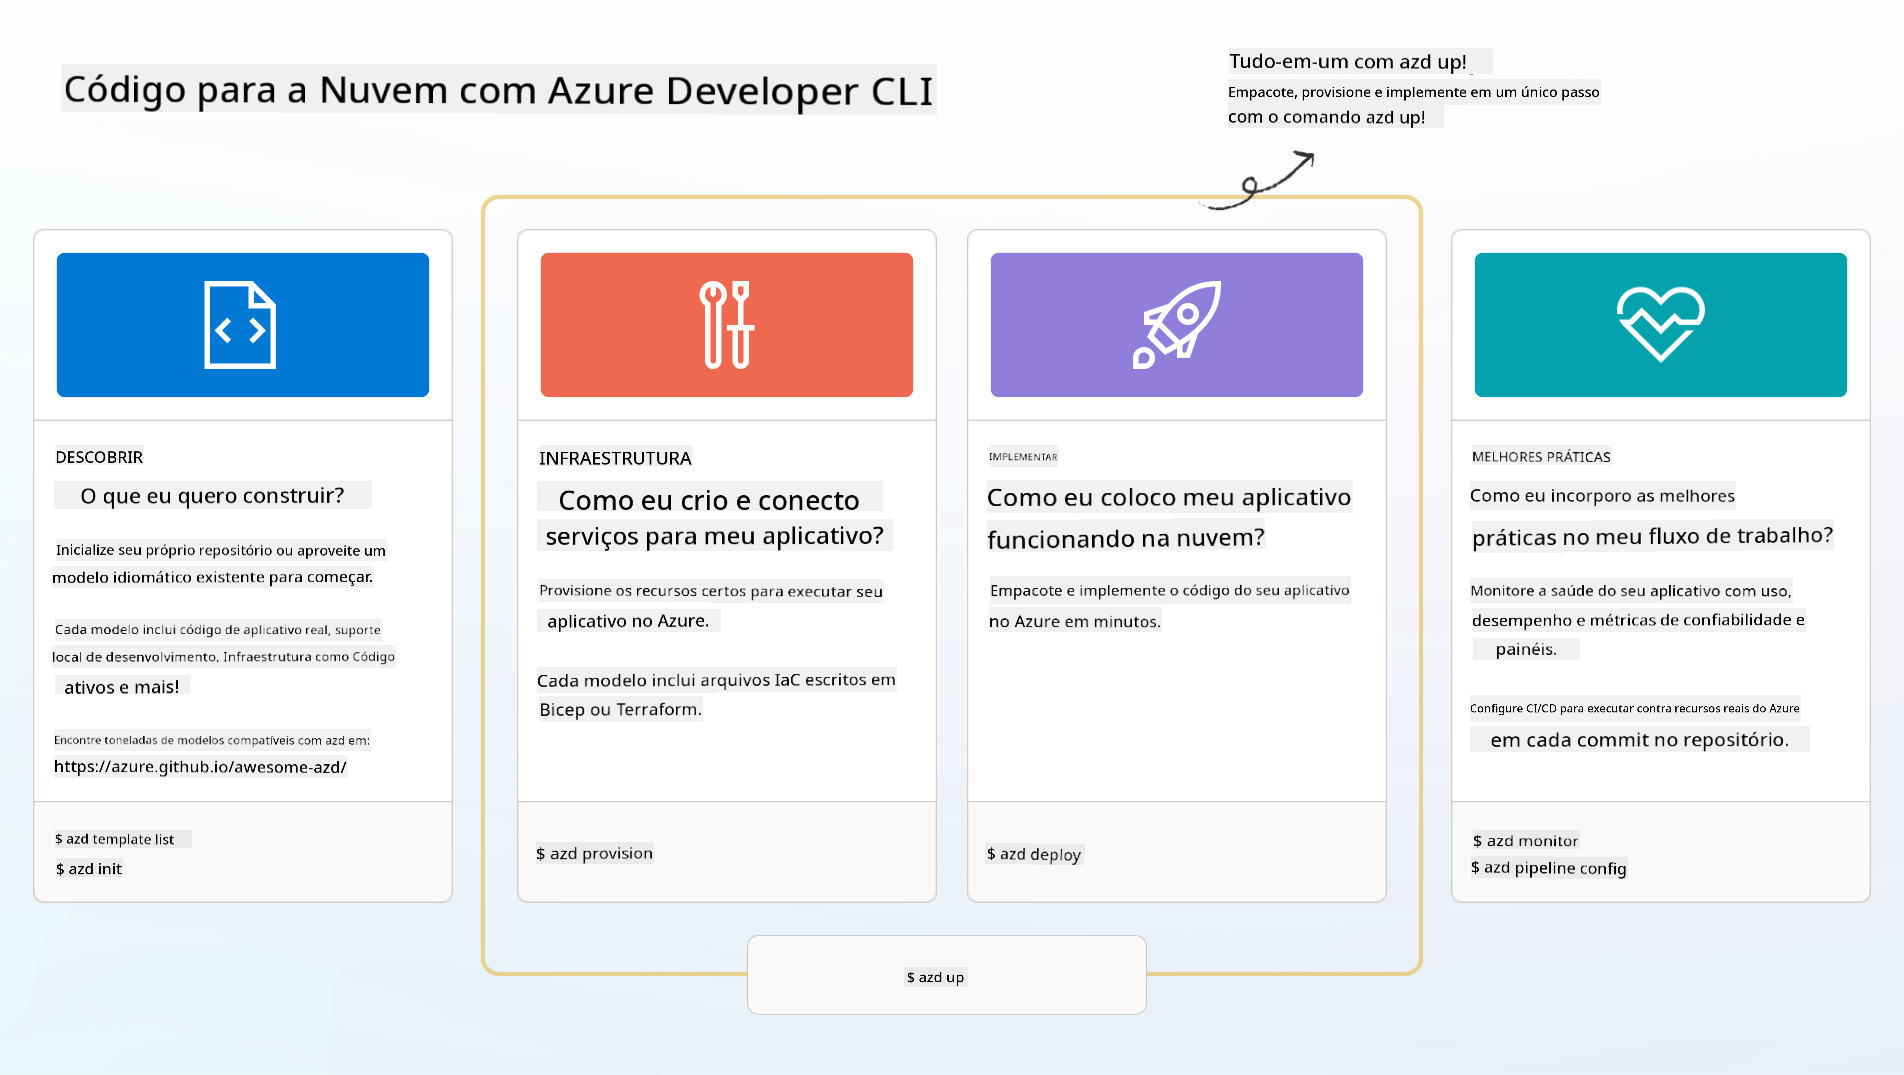 Código para a Nuvem com Azure Developer CLI
Tudo-em-um com azd up!
Empacote, provisione e implemente em um único passo
com o comando azd up!
DESCOBRIR
O que eu quero construir?
Inicialize seu próprio repositório ou aproveite um
modelo idiomático existente para começar.
Cada modelo inclui código de aplicativo real, suporte
local de desenvolvimento, Infraestrutura como Código
ativos e mais!
Encontre toneladas de modelos compatíveis com azd em:
https://azure.github.io/awesome-azd/
$ azd template list
$ azd init
INFRAESTRUTURA
Como eu crio e conecto
serviços para meu aplicativo?
Provisione os recursos certos para executar seu
aplicativo no Azure.
Cada modelo inclui arquivos IaC escritos em
Bicep ou Terraform.
$ azd provision
IMPLEMENTAR
Como eu coloco meu aplicativo
funcionando na nuvem?
Empacote e implemente o código do seu aplicativo
no Azure em minutos.
$ azd deploy
MELHORES PRÁTICAS
Como eu incorporo as melhores
práticas no meu fluxo de trabalho?
Monitore a saúde do seu aplicativo com uso,
desempenho e métricas de confiabilidade e
painéis.
Configure CI/CD para executar contra recursos reais do Azure
em cada commit no repositório.
$ azd monitor
$ azd pipeline config
$ azd up